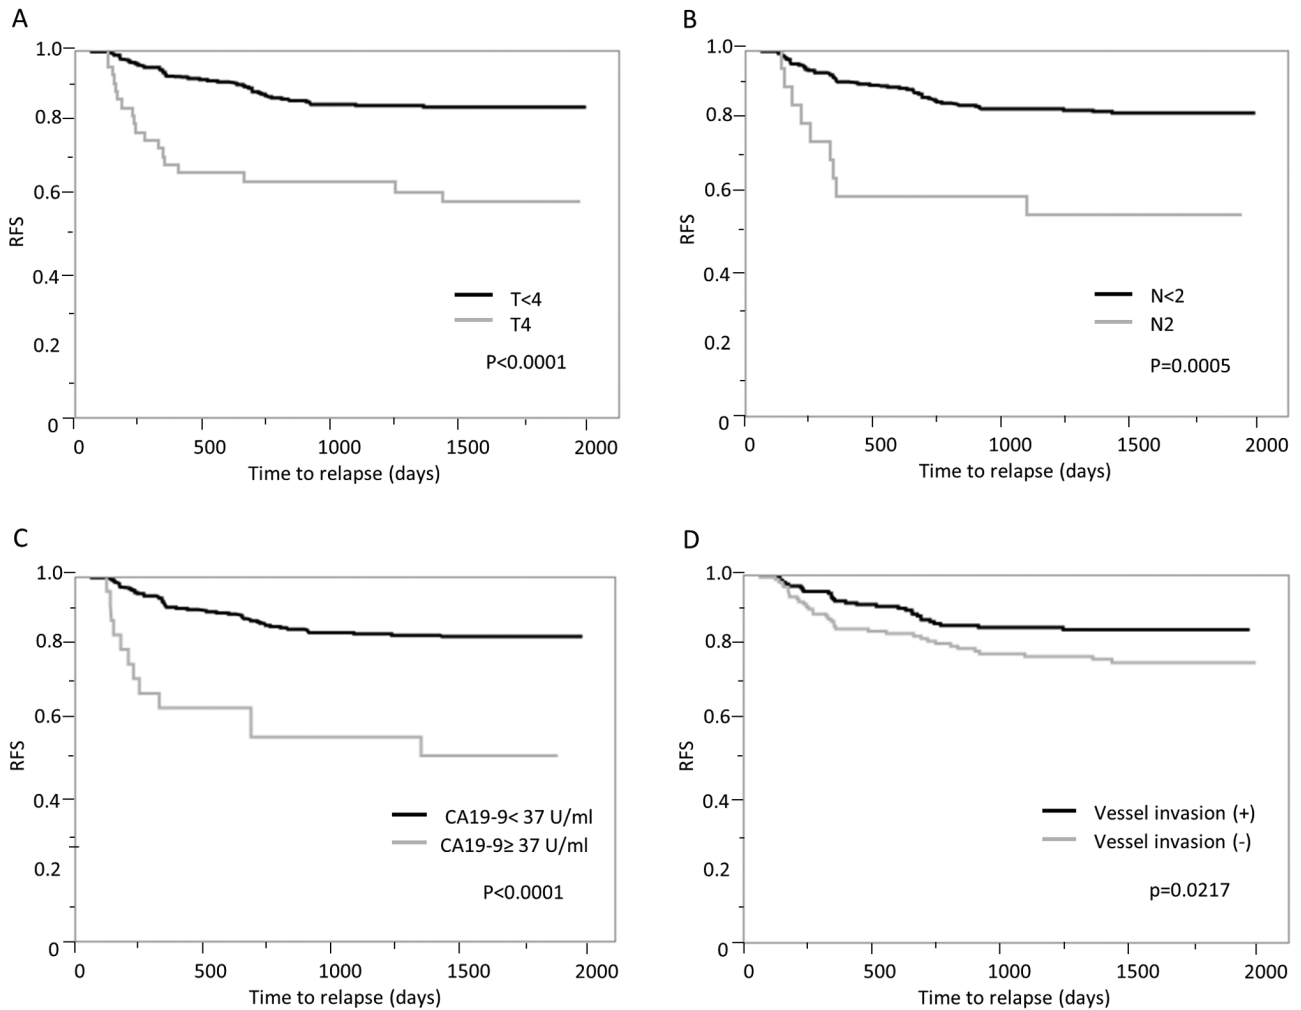 A
1.0
0.8
0.6
0.4
0.2
0
RFS
T<4
T4
P<0.0001
0 500 1000 1500 2000
Time to relapse (days)
B
1.0
0.8
0.6
0.4
0.2
0
RFS
N<2
N2
P=0.0005
0 500 1000 1500 2000
Time to relapse (days)
C
1.0
0.8
0.6
0.4
0.2
0
RFS
CA19-9< 37 U/ml
CA19-9≥ 37 U/ml
P<0.0001
0 500 1000 1500 2000
Time to relapse (days)
D
1.0
0.8
0.6
0.4
0.2
0
RFS
Vessel invasion (+)
Vessel invasion (-)
p=0.0217
0 500 1000 1500 2000
Time to relapse (days)